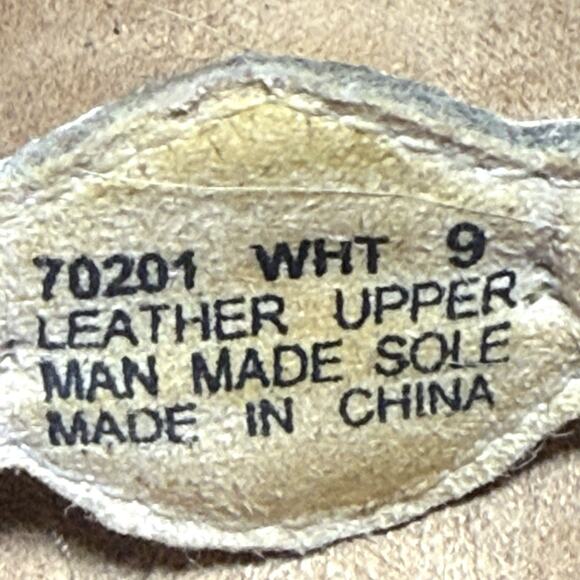 70201 WHT 9
LEATHER UPPER
MAN MADE SOLE
MADE IN CHINA